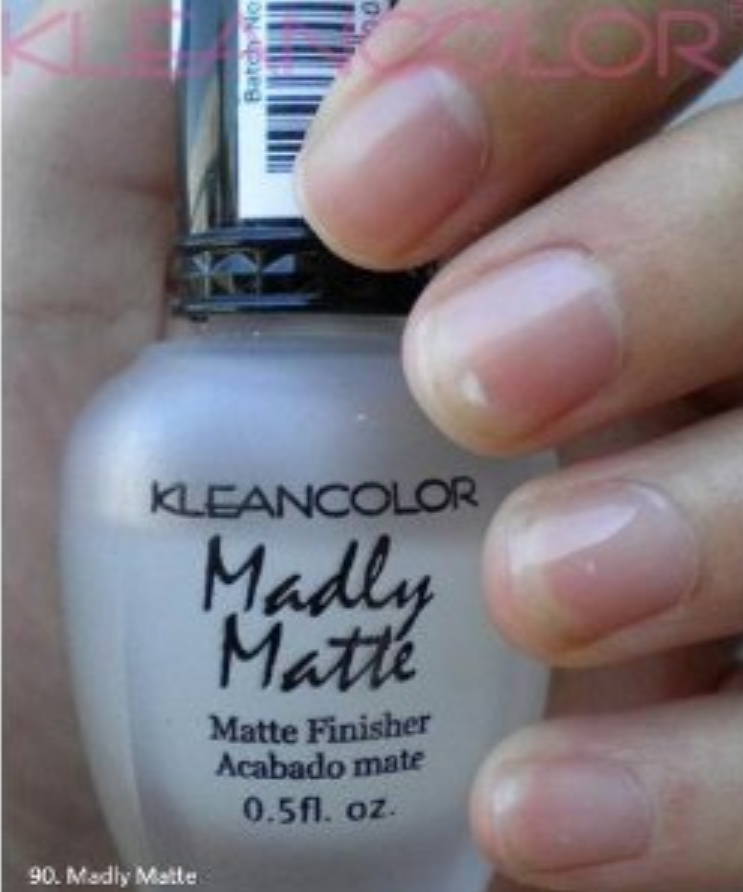 KLEANCOLOR
Batch No
KLEANCOLOR
Madly
Matte
Matte Finisher
Acabado mate
0.5fl. oz.
90. Madly Matte